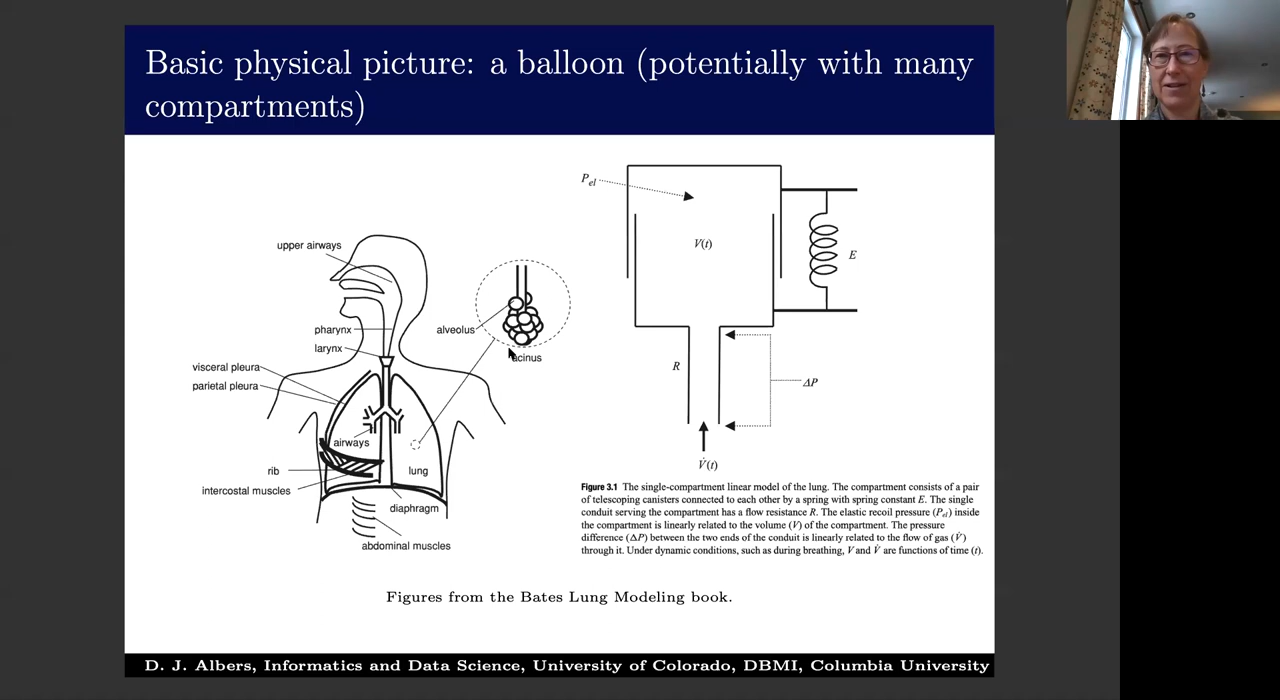 Basic physical picture: a balloon (potentially with many
compartments)
upper airways
pharynx
larynx
visceral pleura
parietal pleura
airways
rib
intercostal muscles
lung
diaphragm
abdominal muscles
alveolus
acinus
Pel
V(t)
E
R
ΔP
V̇(t)
Figure 3.1 The single-compartment linear model of the lung. The compartment consists of a pair
of telescoping canisters connected to each other by a spring with spring constant E. The single
conduit serving the compartment has a flow resistance R. The elastic recoil pressure (Pel) inside
the compartment is linearly related to the volume (V) of the compartment. The pressure
difference (ΔP) between the two ends of the conduit is linearly related to the flow of gas (V̇)
through it. Under dynamic conditions, such as during breathing, V and V̇ are functions of time (t).
Figures from the Bates Lung Modeling book.
D. J. Albers, Informatics and Data Science, University of Colorado, DBMI, Columbia University